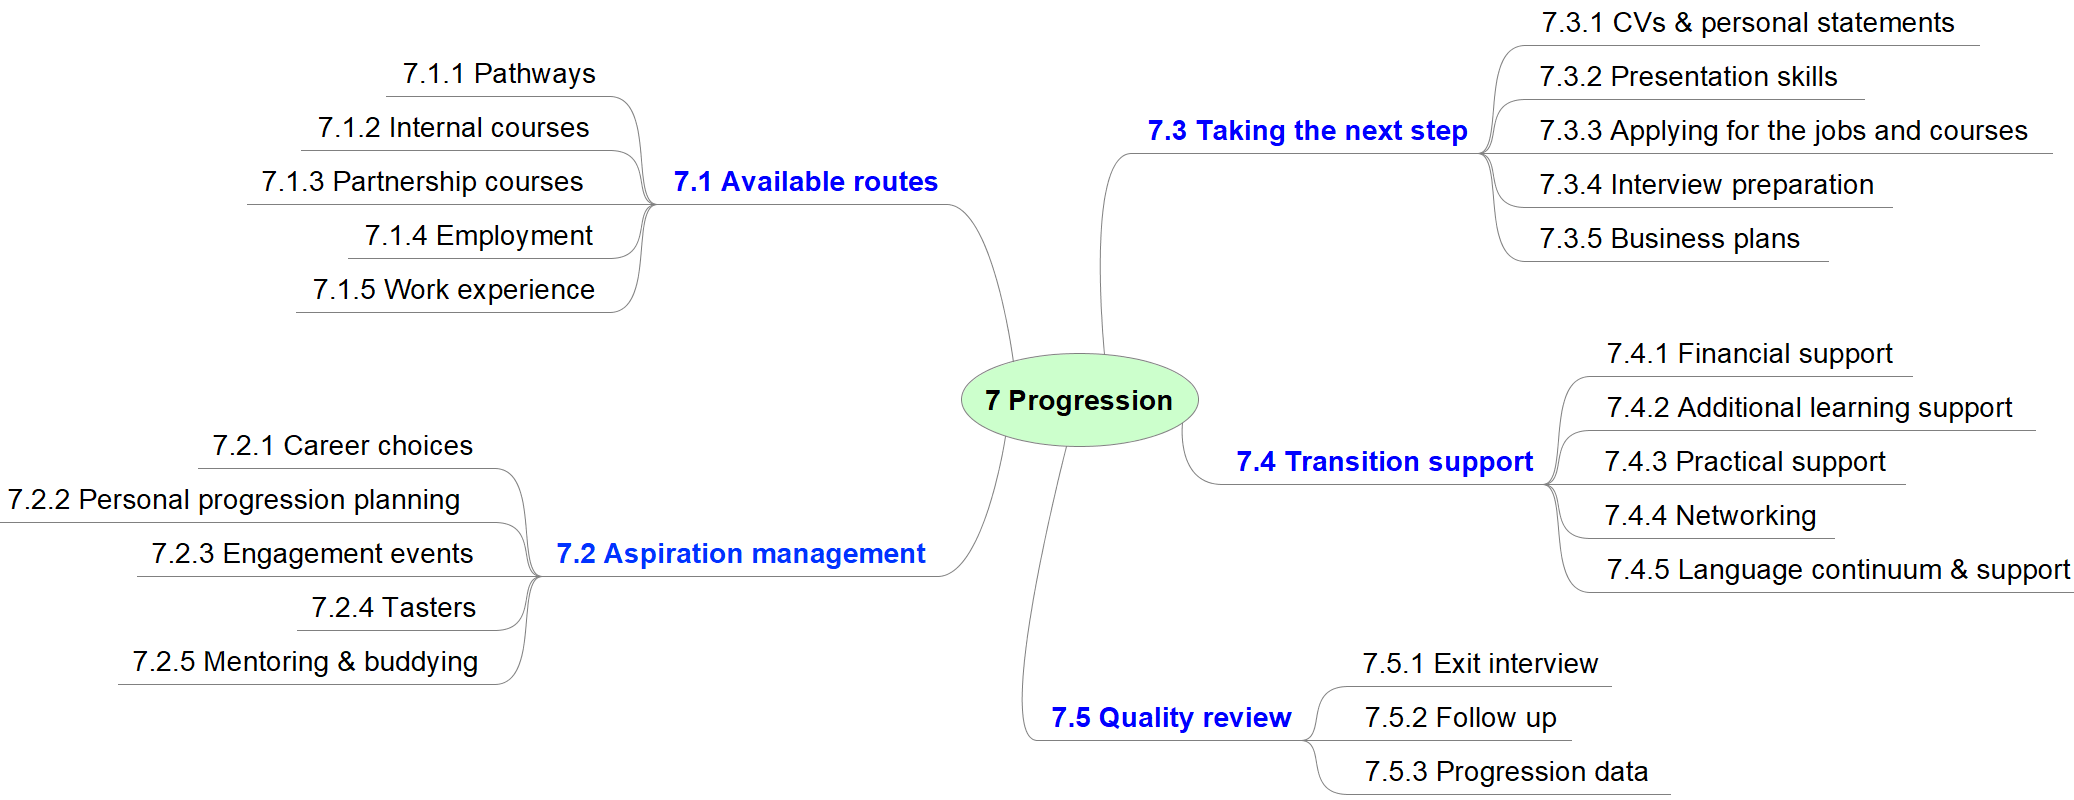 7 Progression
7.1 Available routes
7.1.1 Pathways
7.1.2 Internal courses
7.1.3 Partnership courses
7.1.4 Employment
7.1.5 Work experience
7.2 Aspiration management
7.2.1 Career choices
7.2.2 Personal progression planning
7.2.3 Engagement events
7.2.4 Tasters
7.2.5 Mentoring & buddying
7.3 Taking the next step
7.3.1 CVs & personal statements
7.3.2 Presentation skills
7.3.3 Applying for the jobs and courses
7.3.4 Interview preparation
7.3.5 Business plans
7.4 Transition support
7.4.1 Financial support
7.4.2 Additional learning support
7.4.3 Practical support
7.4.4 Networking
7.4.5 Language continuum & support
7.5 Quality review
7.5.1 Exit interview
7.5.2 Follow up
7.5.3 Progression data